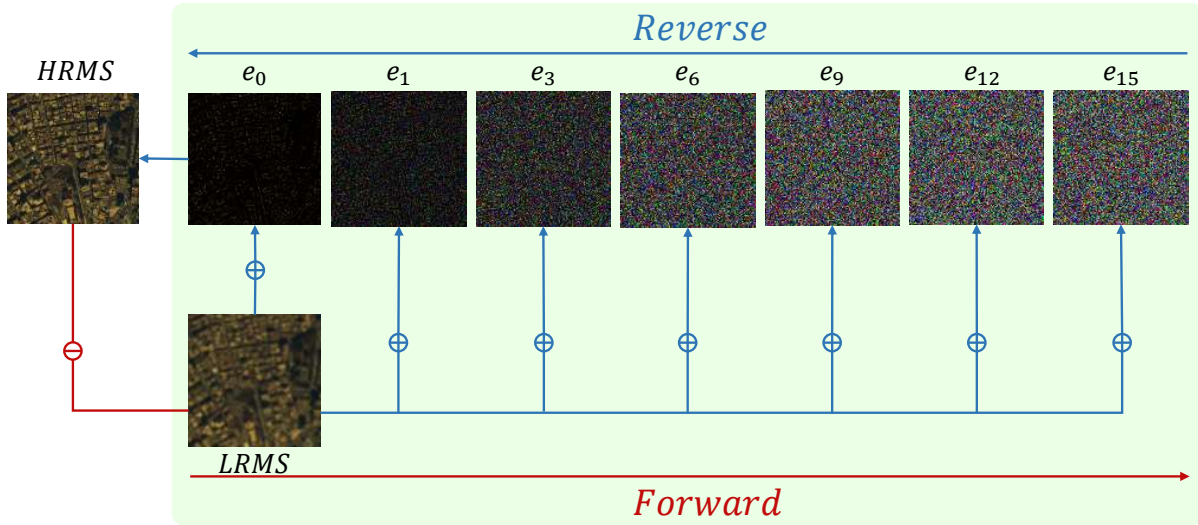 Reverse
HRMS
e₀ e₁ e₃ e₆ e₉ e₁₂ e₁₅
LRMS
Forward